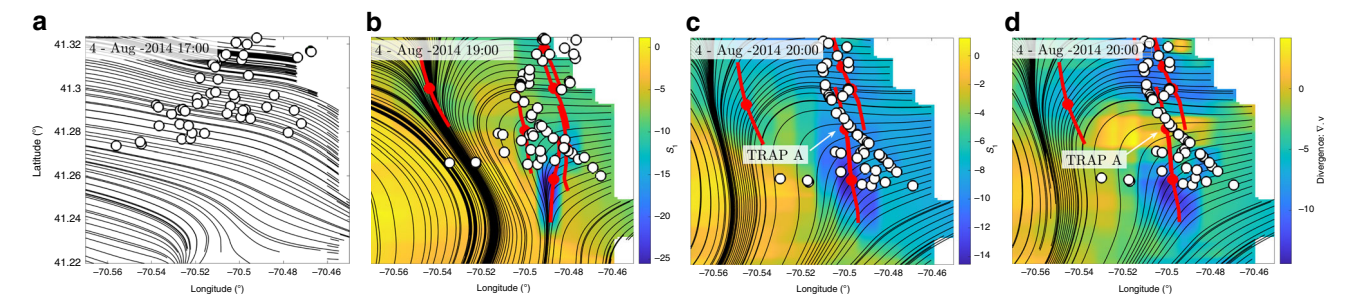 a
b
c
d
4 - Aug -2014 17:00
4 - Aug -2014 19:00
4 - Aug -2014 20:00
4 - Aug -2014 20:00
TRAP A
TRAP A
Latitude (°)
41.32
41.3
41.28
41.26
41.24
41.22
−70.56 −70.54 −70.52 −70.5 −70.48 −70.46
Longitude (°)
−70.56 −70.54 −70.52 −70.5 −70.48 −70.46
Longitude (°)
0
−5
−10
−15
−20
−25
S1
−70.56 −70.54 −70.52 −70.5 −70.48 −70.46
Longitude (°)
0
−2
−4
−6
−8
−10
−12
−14
S1
−70.56 −70.54 −70.52 −70.5 −70.48 −70.46
Longitude (°)
0
−5
−10
Divergence: ∇. v